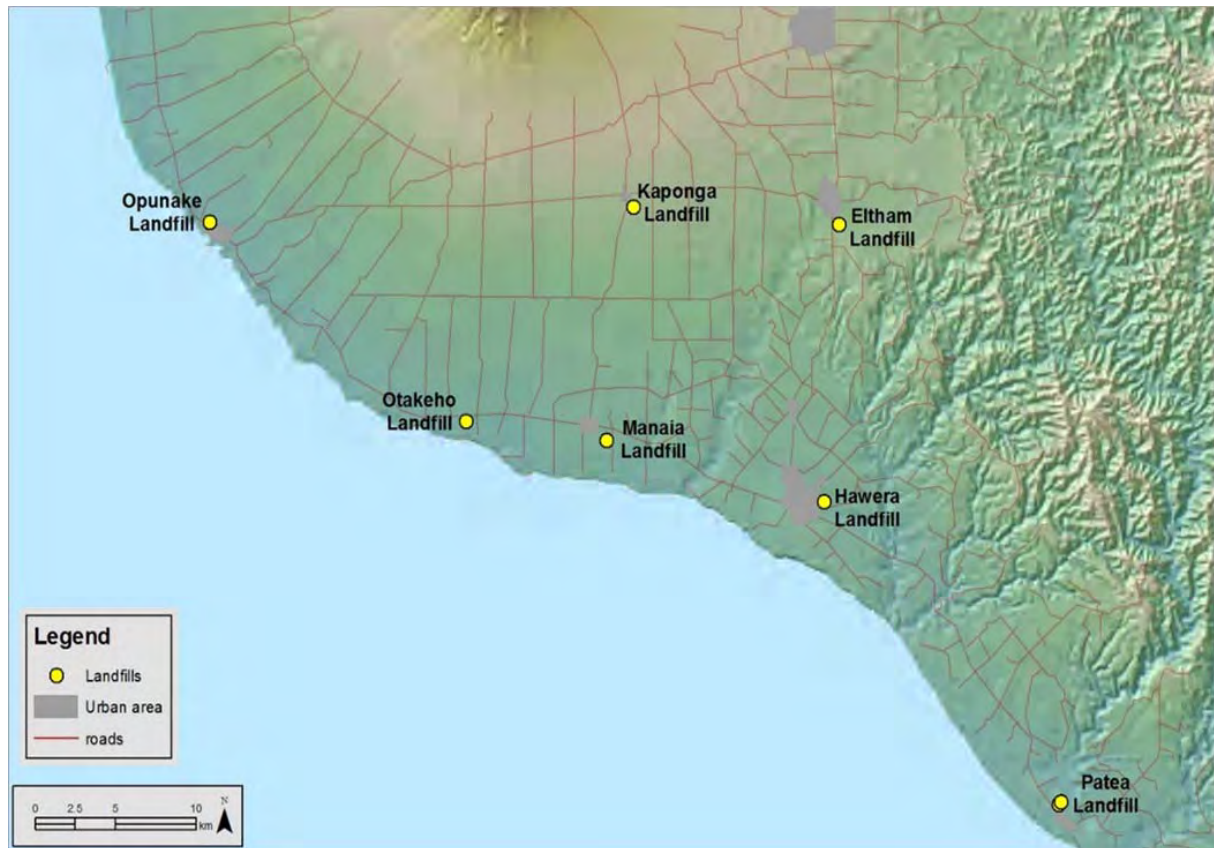 Opunake
Landfill
Kaponga
Landfill
Eltham
Landfill
Otakeho
Landfill
Manaia
Landfill
Hawera
Landfill
Patea
Landfill
Legend
Landfills
Urban area
roads
0 2.5 5 10
km
N